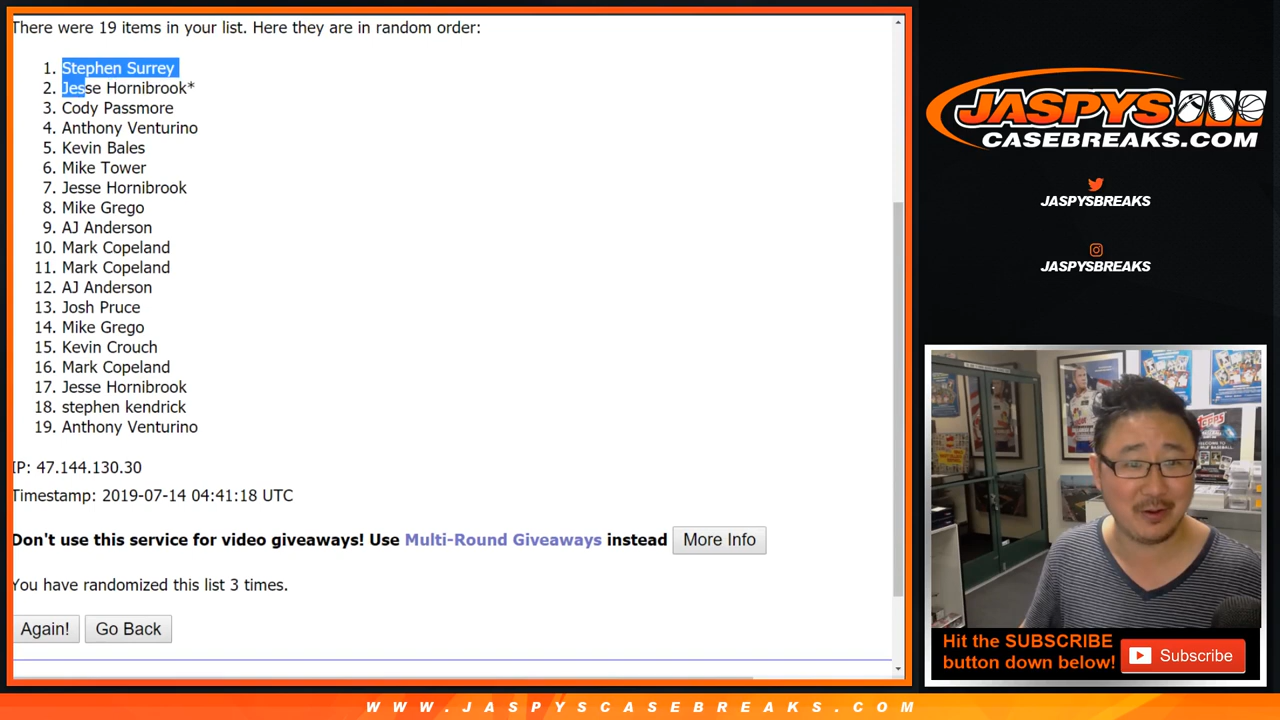 There were 19 items in your list. Here they are in random order:
1. Stephen Surrey
2. Jesse Hornibrook*
3. Cody Passmore
4. Anthony Venturino
5. Kevin Bales
6. Mike Tower
7. Jesse Hornibrook
8. Mike Grego
9. AJ Anderson
10. Mark Copeland
11. Mark Copeland
12. AJ Anderson
13. Josh Pruce
14. Mike Grego
15. Kevin Crouch
16. Mark Copeland
17. Jesse Hornibrook
18. stephen kendrick
19. Anthony Venturino
IP: 47.144.130.30
Timestamp: 2019-07-14 04:41:18 UTC
Don't use this service for video giveaways! Use Multi-Round Giveaways instead More Info
You have randomized this list 3 times.
Again! Go Back
JASPYS
CASEBREAKS.COM
JASPYSBREAKS
JASPYSBREAKS
TOPPS
Hit the SUBSCRIBE
button down below!
Subscribe
WWW.JASPYSCASEBREAKS.COM